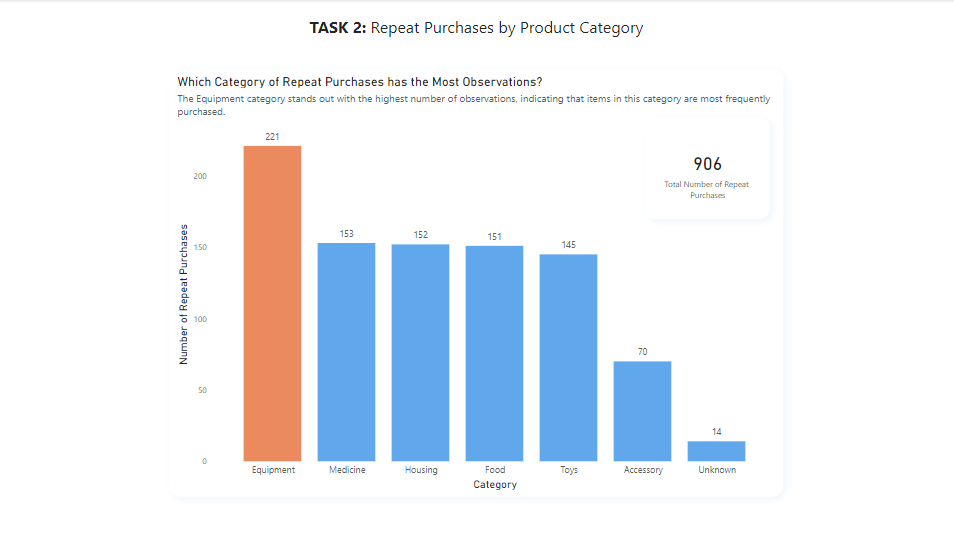 TASK 2: Repeat Purchases by Product Category
Which Category of Repeat Purchases has the Most Observations?
The Equipment category stands out with the highest number of observations, indicating that items in this category are most frequently
purchased.
906
Total Number of Repeat
Purchases
Number of Repeat Purchases
200
150
100
50
0
221
153
152
151
145
70
14
Equipment
Medicine
Housing
Food
Toys
Accessory
Unknown
Category